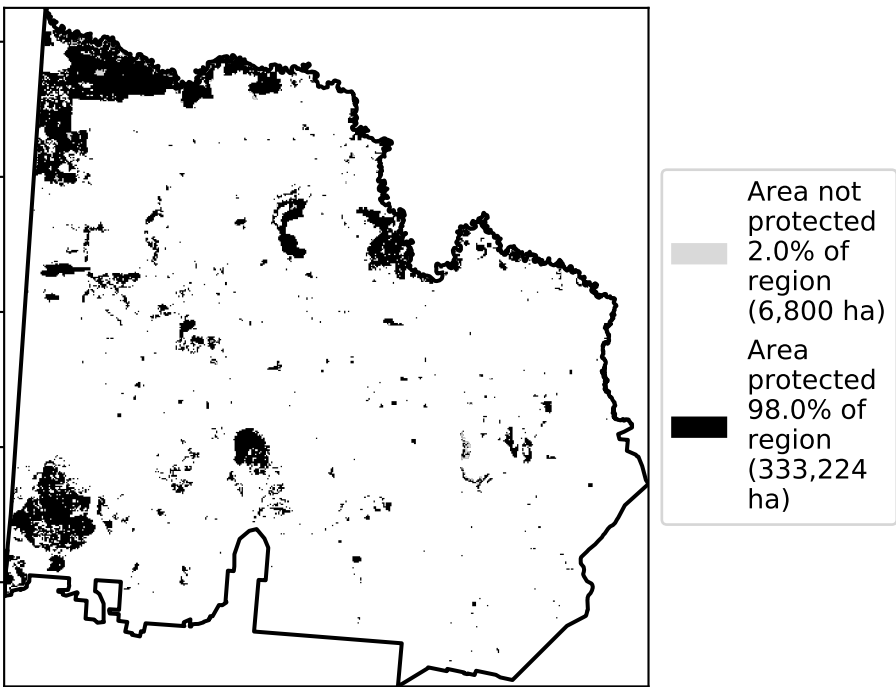 Area not
protected
2.0% of
region
(6,800 ha)
Area
protected
98.0% of
region
(333,224
ha)